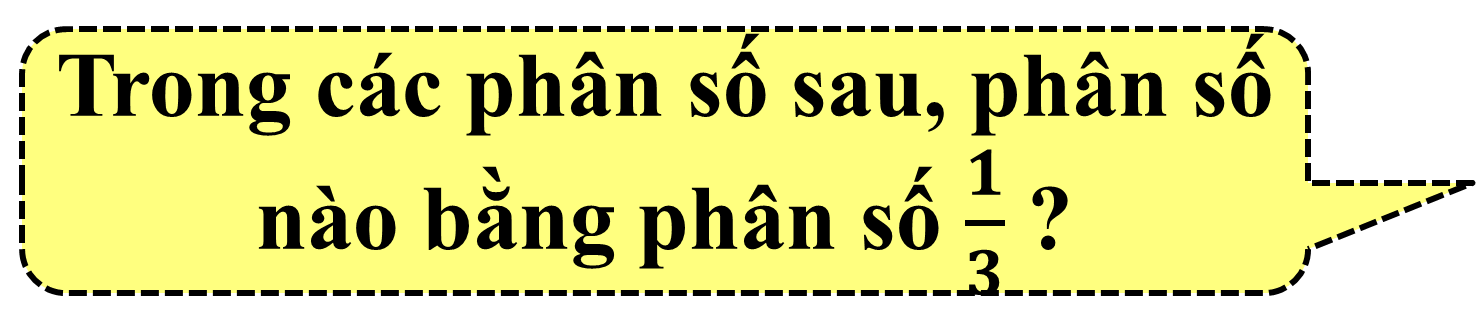 Trong các phân số sau, phân số
nào bằng phân số 1/3 ?